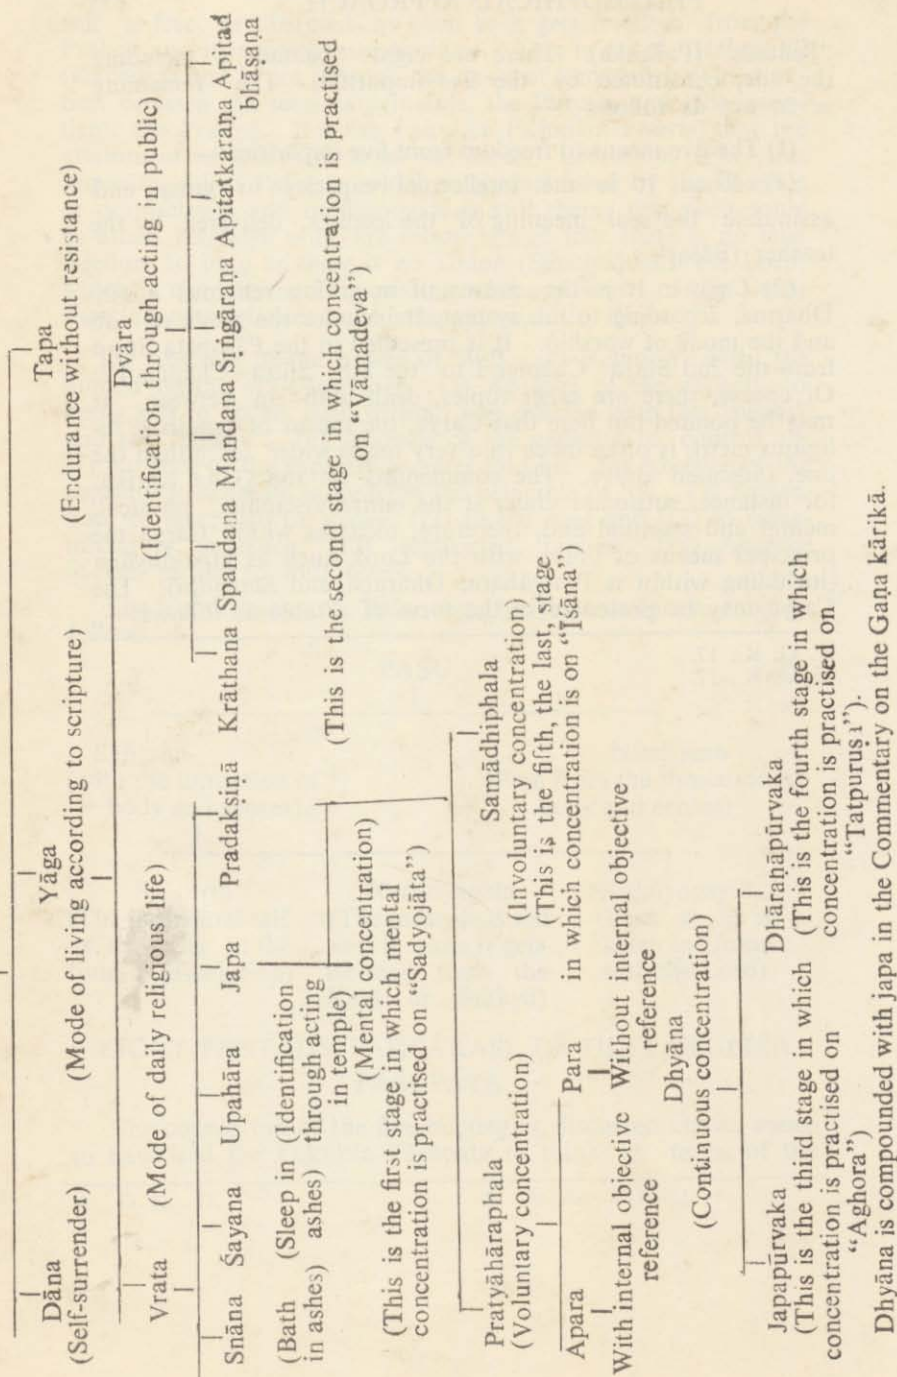 Dāna Yāga Tapa
(Self-surrender) (Mode of living according to scripture) (Endurance without resistance)
Vrata (Mode of daily religious life) Dvāra
(Identification through acting in public)
Snāna Śayana Upahāra Japa Pradakṣiṇā Krāthana Spandana Mandana Sṛṅgāraṇa Apitatkaraṇa Apitad
bhāṣaṇa
(Bath (Sleep in (Identification
in ashes) ashes) through acting
in temple)
(Mental concentration)
(This is the first stage in which mental
concentration is practised on “Sadyojāta”)
(This is the second stage in which concentration is practised
on “Vāmadeva”)
Pratyāhāraphala Samādhiphala
(Voluntary concentration) (Involuntary concentration)
(This is the fifth, the last, stage
Apara Para in which concentration is on “Īśāna”)
With internal objective Without internal objective
reference reference
Dhyāna
(Continuous concentration)
Japapūrvaka Dhāraṇāpūrvaka
(This is the third stage in which (This is the fourth stage in which
concentration is practised on concentration is practised on
“Aghora”) “Tatpuruṣa”).
Dhyāna is compounded with japa in the Commentary on the Gaṇa kārikā.